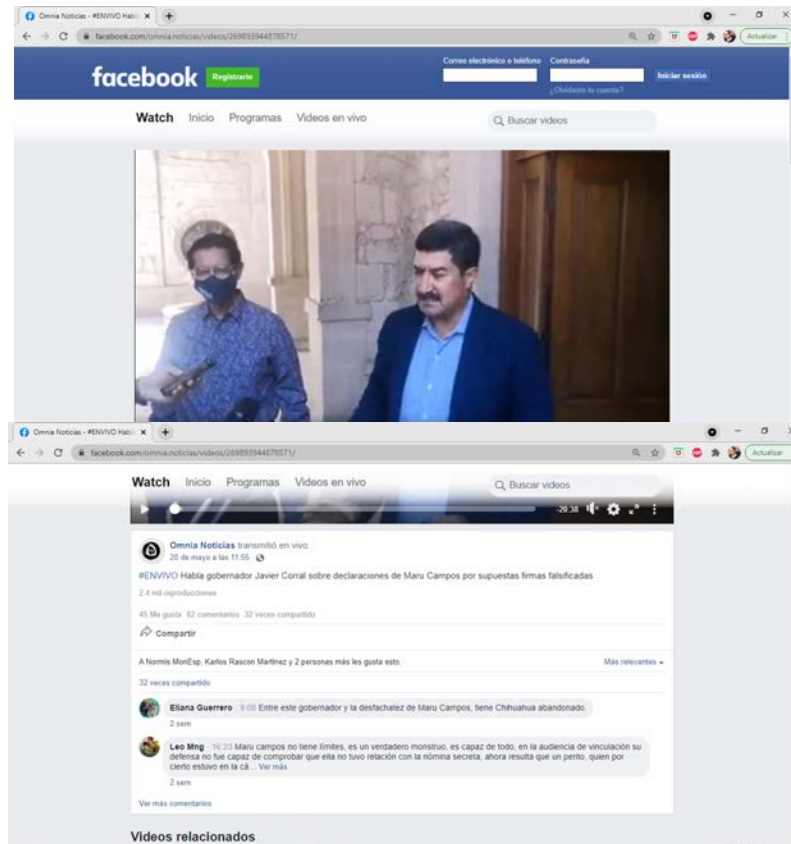 Omnia Noticias - #ENVIVO Habl
facebook.com/omnia.noticias/videos/269893944878571/
Actualizar
facebook
Registrarte
Correo electrónico o teléfono Contraseña
Iniciar sesión
¿Olvidaste tu cuenta?
Watch Inicio Programas Videos en vivo
Buscar videos
Omnia Noticias - #ENVIVO Habl
facebook.com/omnia.noticias/videos/269893944878571/
Actualizar
Watch Inicio Programas Videos en vivo
Buscar videos
-20:38
Omnia Noticias transmitió en vivo.
20 de mayo a las 11:55
#ENVIVO Habla gobernador Javier Corral sobre declaraciones de Maru Campos por supuestas firmas falsificadas
2.4 mil reproducciones
45 Me gusta 82 comentarios 32 veces compartido
Compartir
A Normis MonEsp, Karlos Rascon Martinez y 2 personas más les gusta esto.
Más relevantes
32 veces compartido
Eliana Guerrero · 9:08 Entre este gobernador y la desfachatez de Maru Campos, tiene Chihuahua abandonado.
2 sem
Leo Mng · 16:23 Maru campos no tiene límites, es un verdadero monstruo, es capaz de todo, en la audiencia de vinculación su
defensa no fue capaz de comprobar que ella no tuvo relación con la nómina secreta, ahora resulta que un perito, quien por
cierto estuvo en la cá... Ver más
2 sem
Ver más comentarios
Videos relacionados